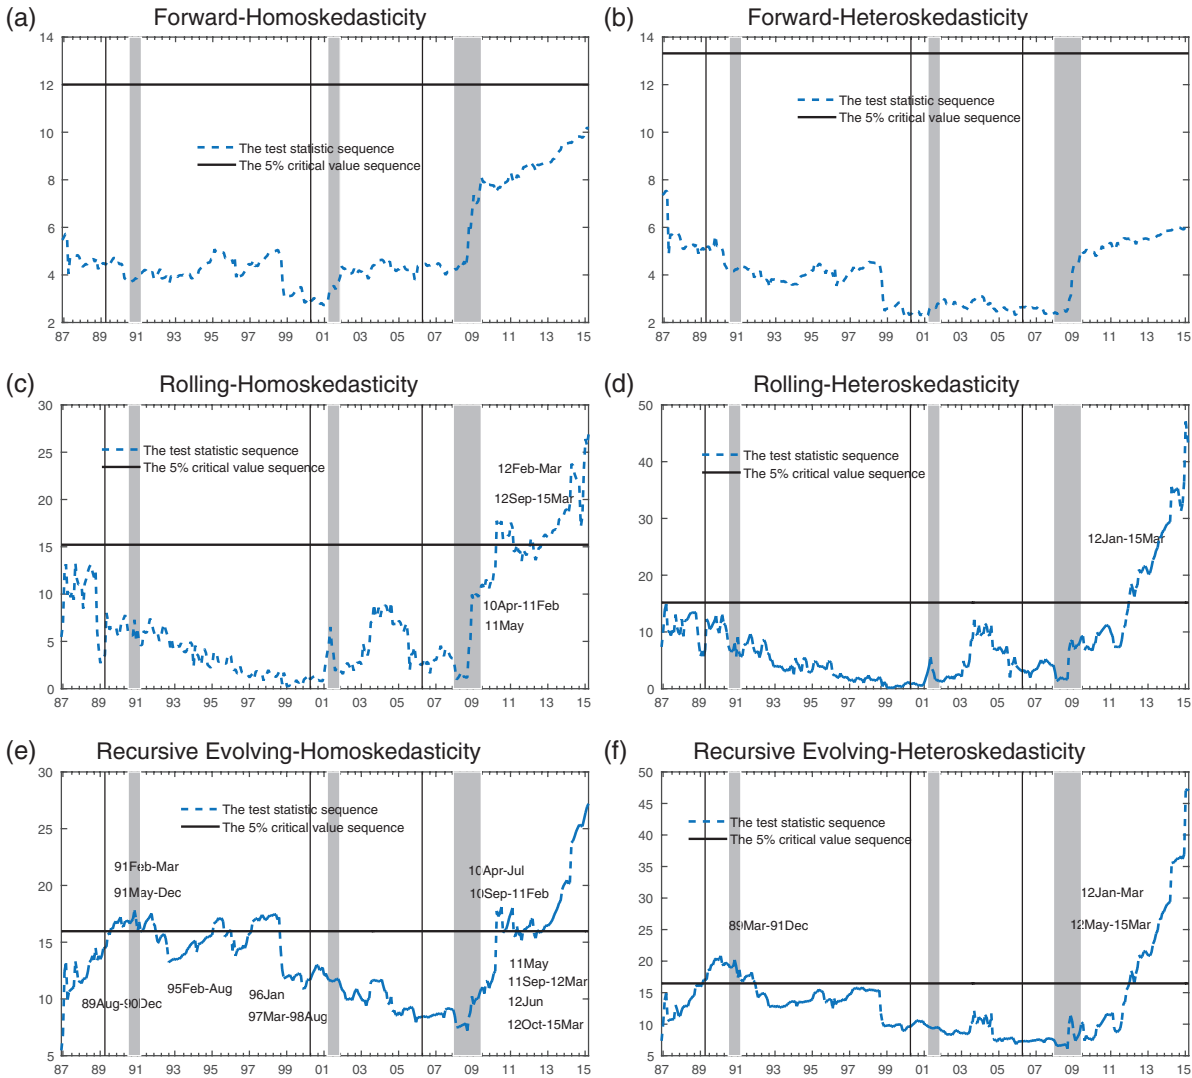 (a) Forward-Homoskedasticity
14
12
10
8
6
4
2
The test statistic sequence
The 5% critical value sequence
87 89 91 93 95 97 99 01 03 05 07 09 11 13 15
(b) Forward-Heteroskedasticity
14
12
10
8
6
4
2
The test statistic sequence
The 5% critical value sequence
87 89 91 93 95 97 99 01 03 05 07 09 11 13 15
(c) Rolling-Homoskedasticity
30
25
20
15
10
5
0
The test statistic sequence
The 5% critical value sequence
12Feb-Mar
12Sep-15Mar
10Apr-11Feb
11May
87 89 91 93 95 97 99 01 03 05 07 09 11 13 15
(d) Rolling-Heteroskedasticity
50
40
30
20
10
0
The test statistic sequence
The 5% critical value sequence
12Jan-15Mar
87 89 91 93 95 97 99 01 03 05 07 09 11 13 15
(e) Recursive Evolving-Homoskedasticity
30
25
20
15
10
5
The test statistic sequence
The 5% critical value sequence
91Feb-Mar
91May-Dec
10Apr-Jul
10Sep-11Feb
89Aug-90Dec
95Feb-Aug
96Jan
97Mar-98Aug
11May
11Sep-12Mar
12Jun
12Oct-15Mar
87 89 91 93 95 97 99 01 03 05 07 09 11 13 15
(f) Recursive Evolving-Heteroskedasticity
50
45
40
35
30
25
20
15
10
5
The test statistic sequence
The 5% critical value sequence
89Mar-91Dec
12Jan-Mar
12May-15Mar
87 89 91 93 95 97 99 01 03 05 07 09 11 13 15